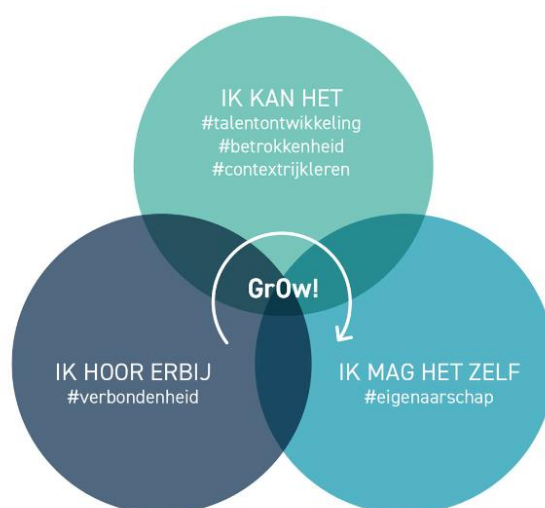 IK KAN HET
#talentontwikkeling
#betrokkenheid
#contextrijkleren
GrOw!
IK HOOR ERBIJ
#verbondenheid
IK MAG HET ZELF
#eigenaarschap